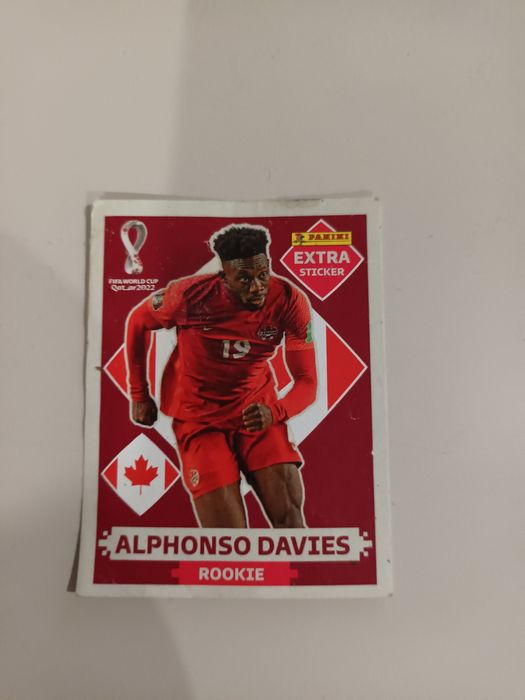 PANINI
EXTRA
STICKER
FIFA WORLD CUP
Qatar2022
19
ALPHONSO DAVIES
ROOKIE